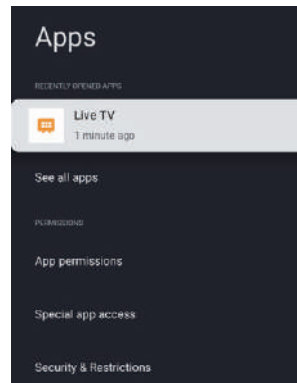 Apps
RECENTLY OPENED APPS
Live TV
1 minute ago
See all apps
PERMISSIONS
App permissions
Special app access
Security & Restrictions